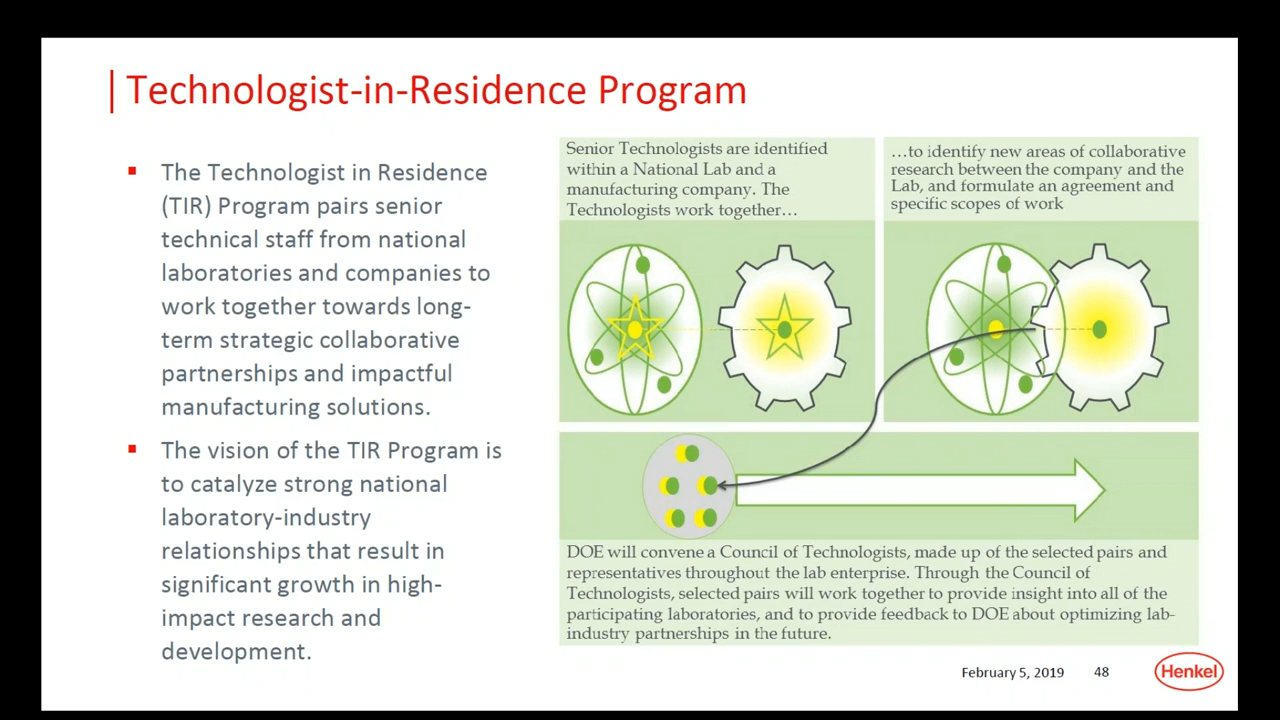 Technologist-in-Residence Program
The Technologist in Residence
(TIR) Program pairs senior
technical staff from national
laboratories and companies to
work together towards long-
term strategic collaborative
partnerships and impactful
manufacturing solutions.
The vision of the TIR Program is
to catalyze strong national
laboratory-industry
relationships that result in
significant growth in high-
impact research and
development.
Senior Technologists are identified
within a National Lab and a
manufacturing company. The
Technologists work together…
…to identify new areas of collaborative
research between the company and the
Lab, and formulate an agreement and
specific scopes of work
DOE will convene a Council of Technologists, made up of the selected pairs and
representatives throughout the lab enterprise. Through the Council of
Technologists, selected pairs will work together to provide insight into all of the
participating laboratories, and to provide feedback to DOE about optimizing lab-
industry partnerships in the future.
February 5, 2019 48
Henkel